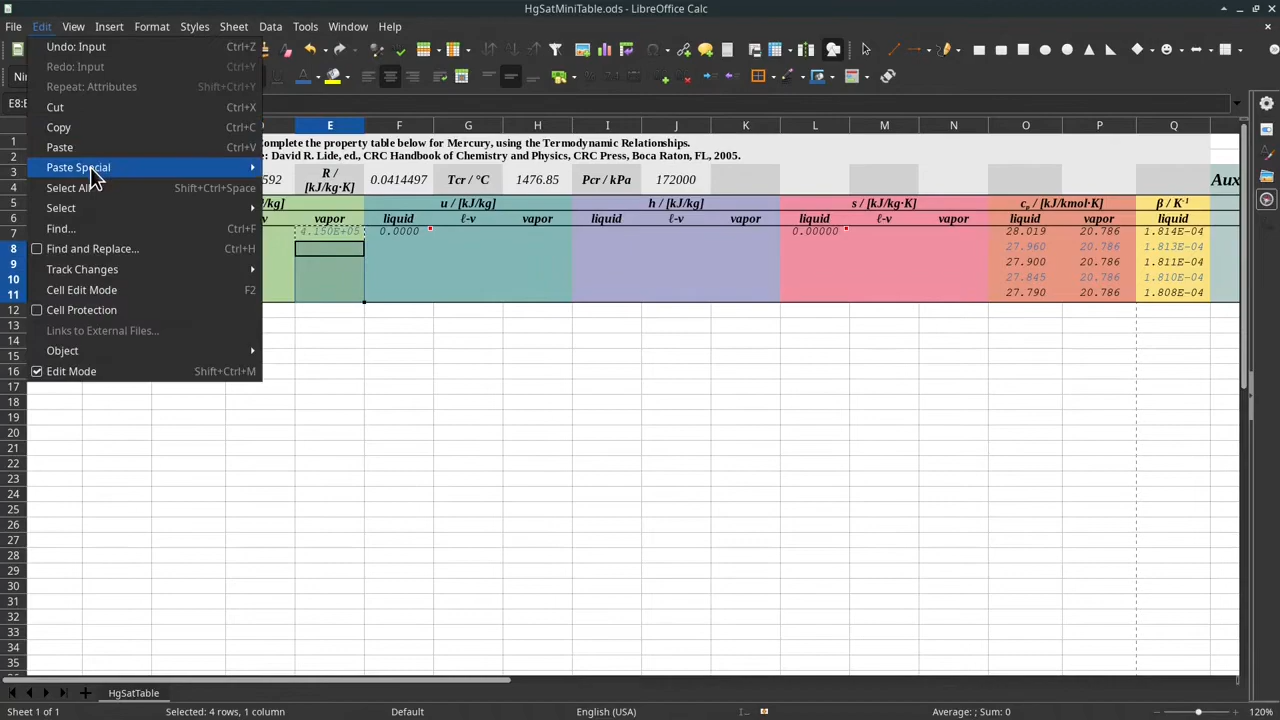 HgSatMiniTable.ods - LibreOffice Calc
File Edit View Insert Format Styles Sheet Data Tools Window Help
Undo: Input Ctrl+Z
Redo: Input Ctrl+Y
Repeat: Attributes Shift+Ctrl+Y
Cut Ctrl+X
Copy Ctrl+C
Paste Ctrl+V
Paste Special
Select All Shift+Ctrl+Space
Select
Find... Ctrl+F
Find and Replace... Ctrl+H
Track Changes
Cell Edit Mode F2
Cell Protection
Links to External Files...
Object
Edit Mode Shift+Ctrl+M
E F G H I J K L M N O P Q
1 omplete the property table below for Mercury, using the Termodynamic Relationships.
2 : David R. Lide, ed., CRC Handbook of Chemistry and Physics, CRC Press, Boca Raton, FL, 2005.
3 592 R / [kJ/kg·K] 0.0414497 Tcr / °C 1476.85 Pcr / kPa 172000
4 Aux
5 /kg] u / [kJ/kg] h / [kJ/kg] s / [kJ/kg·K] cₚ / [kJ/kmol·K] β / K⁻¹
6 v vapor liquid ℓ-v vapor liquid ℓ-v vapor liquid ℓ-v vapor liquid vapor liquid
7 4.150E+05 0.0000 0.00000 28.019 20.786 1.814E-04
8 27.960 20.786 1.813E-04
9 27.900 20.786 1.811E-04
10 27.845 20.786 1.810E-04
11 27.790 20.786 1.808E-04
12
13
14
15
16
17
18
19
20
21
22
23
24
25
26
27
28
29
30
31
32
33
34
35
HgSatTable
Sheet 1 of 1 Selected: 4 rows, 1 column Default English (USA) Average: ; Sum: 0 120%